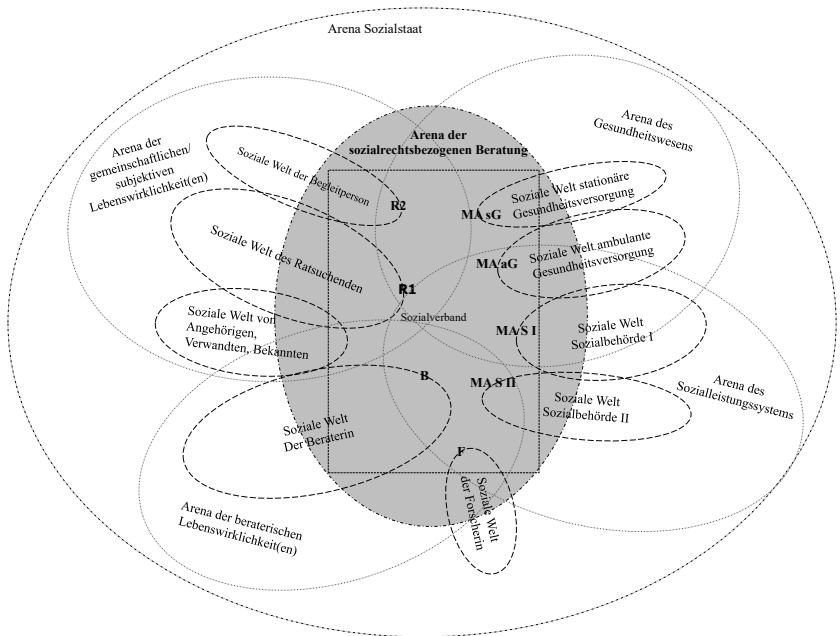 Arena Sozialstaat
Arena der
gemeinschaftlichen/
subjektiven
Lebenswirklichkeit(en)
Arena des
Gesundheitswesens
Arena der
sozialrechtsbezogenen Beratung
Soziale Welt der Begleitperson
R2
MA sG
Soziale Welt stationäre
Gesundheitsversorgung
Soziale Welt des Ratsuchenden
MA aG
Soziale Welt ambulante
Gesundheitsversorgung
R1
Sozialverband
Soziale Welt von
Angehörigen,
Verwandten, Bekannten
MA S I
Soziale Welt
Sozialbehörde I
B
MA S II
Soziale Welt
Sozialbehörde II
Arena des
Sozialleistungssystems
Soziale Welt
Der Beraterin
F
Soziale Welt
der Forscherin
Arena der beraterischen
Lebenswirklichkeit(en)